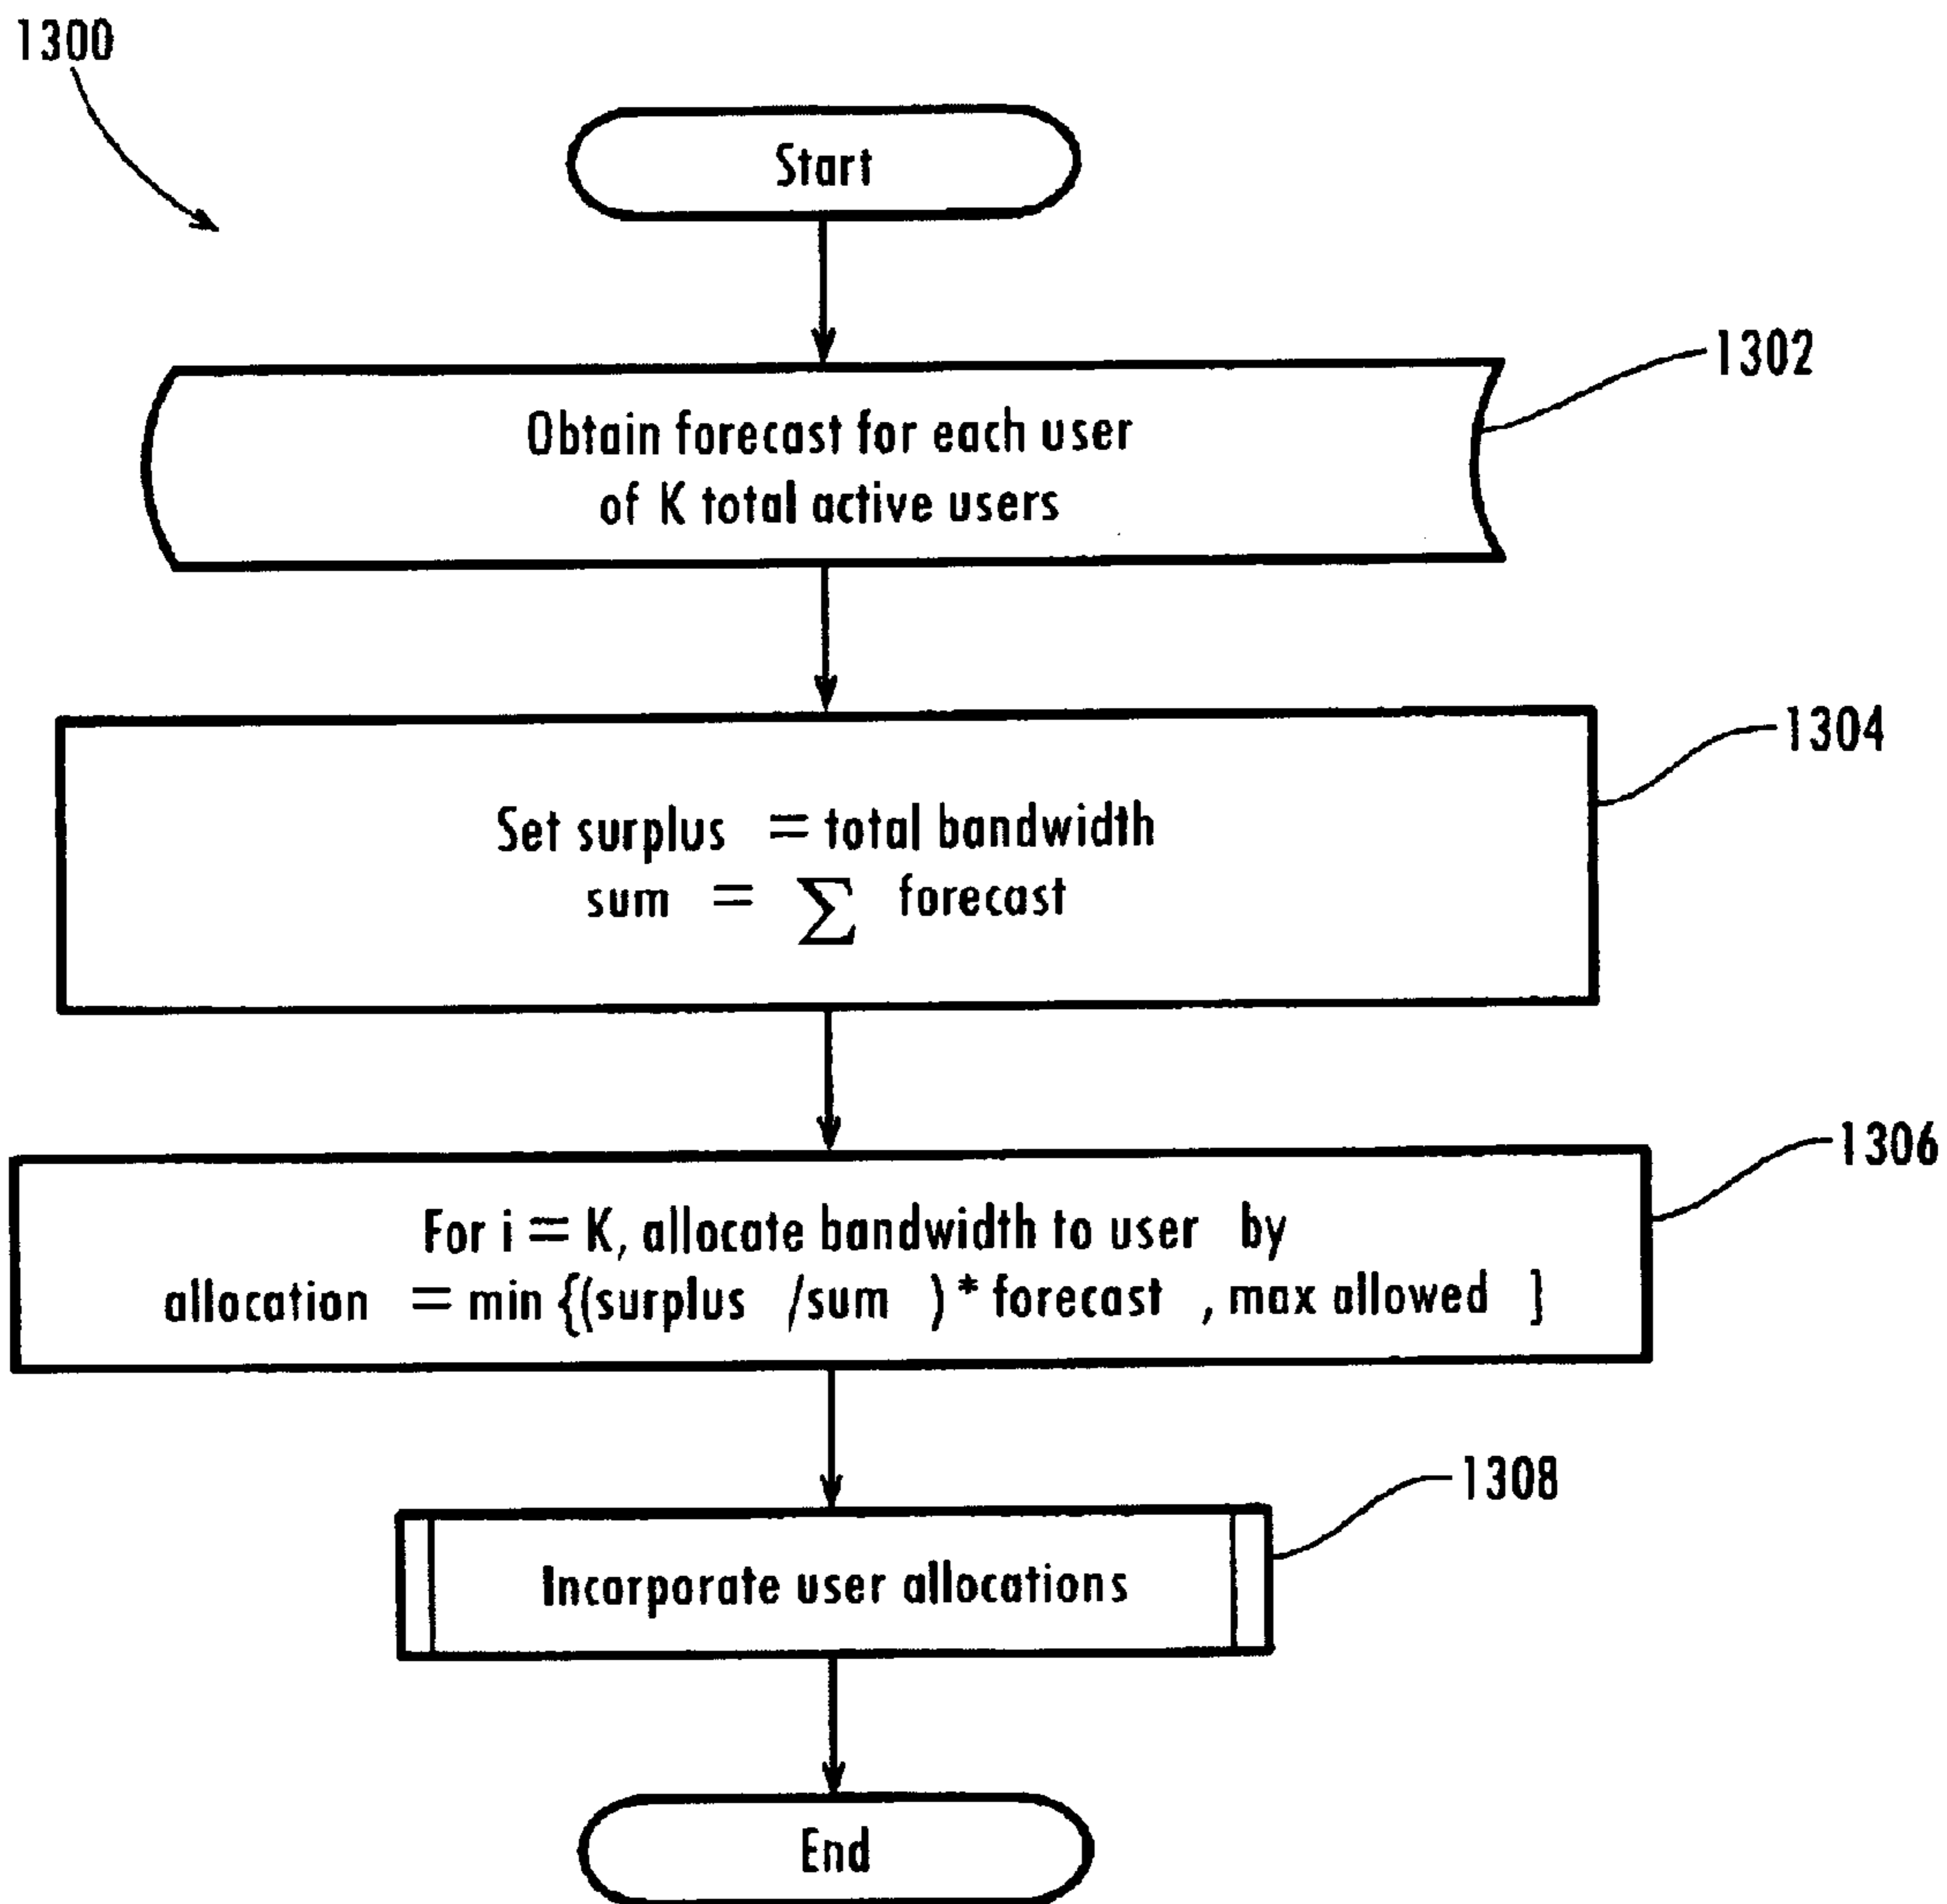 1300
Start
1302
Obtain forecast for each user
of K total active users
1304
Set surplus = total bandwidth
sum = ∑ forecast
1306
For i = K, allocate bandwidth to user by
allocation = min {(surplus /sum )* forecast , max allowed ]
1308
Incorporate user allocations
End